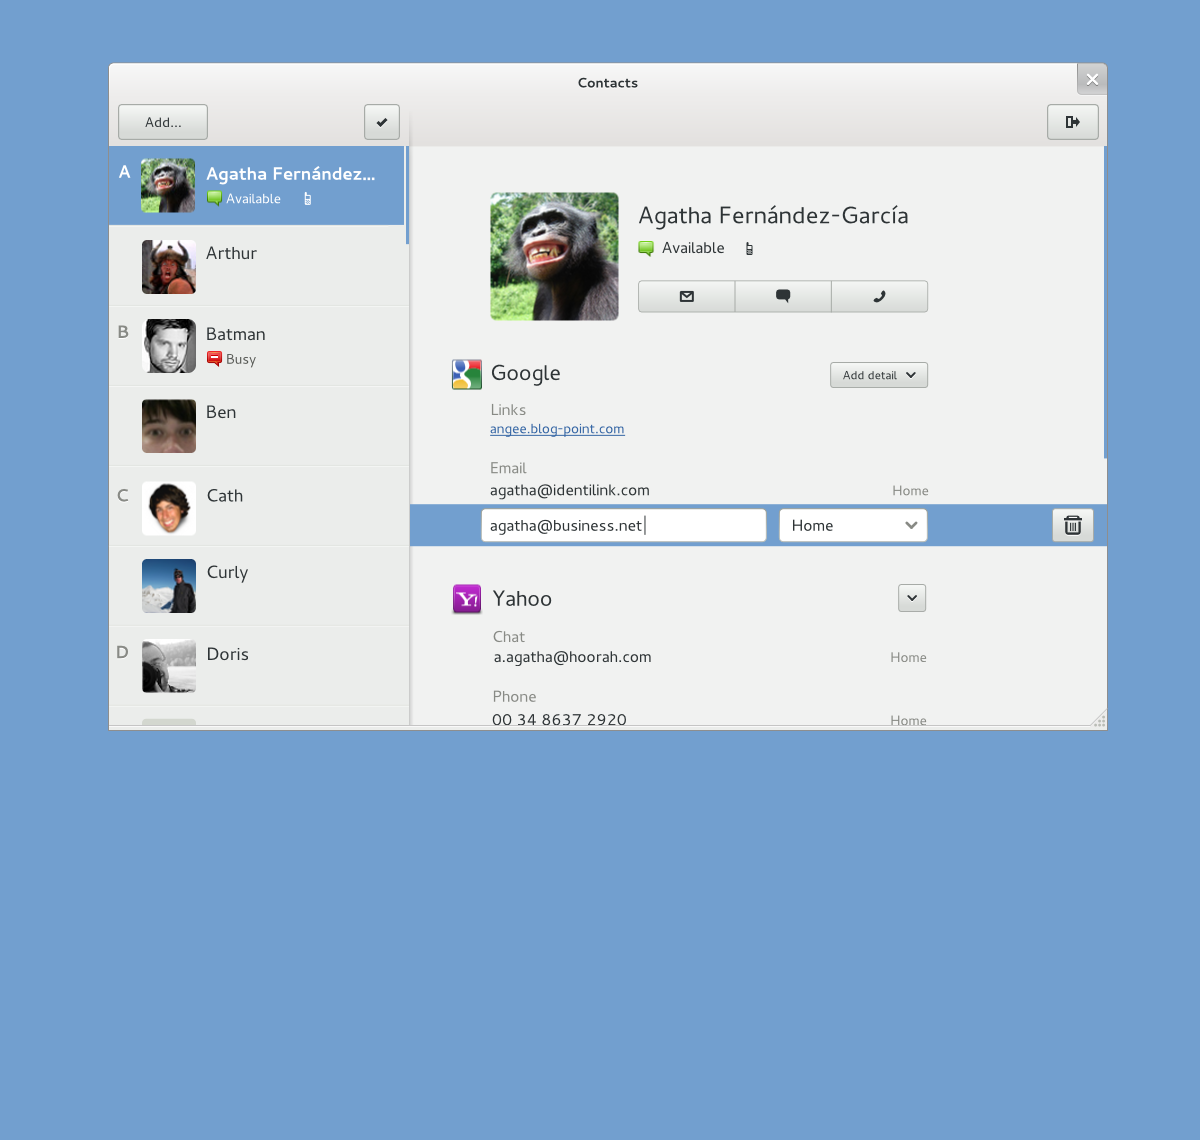 Contacts
Add...
A
Agatha Fernández...
Available
Arthur
B
Batman
Busy
Ben
C
Cath
Curly
D
Doris
Agatha Fernández-García
Available
Google
Add detail
Links
angee.blog-point.com
Email
agatha@identilink.com Home
agatha@business.net Home
Y!
Yahoo
Chat
a.agatha@hoorah.com Home
Phone
00 34 8637 2920 Home